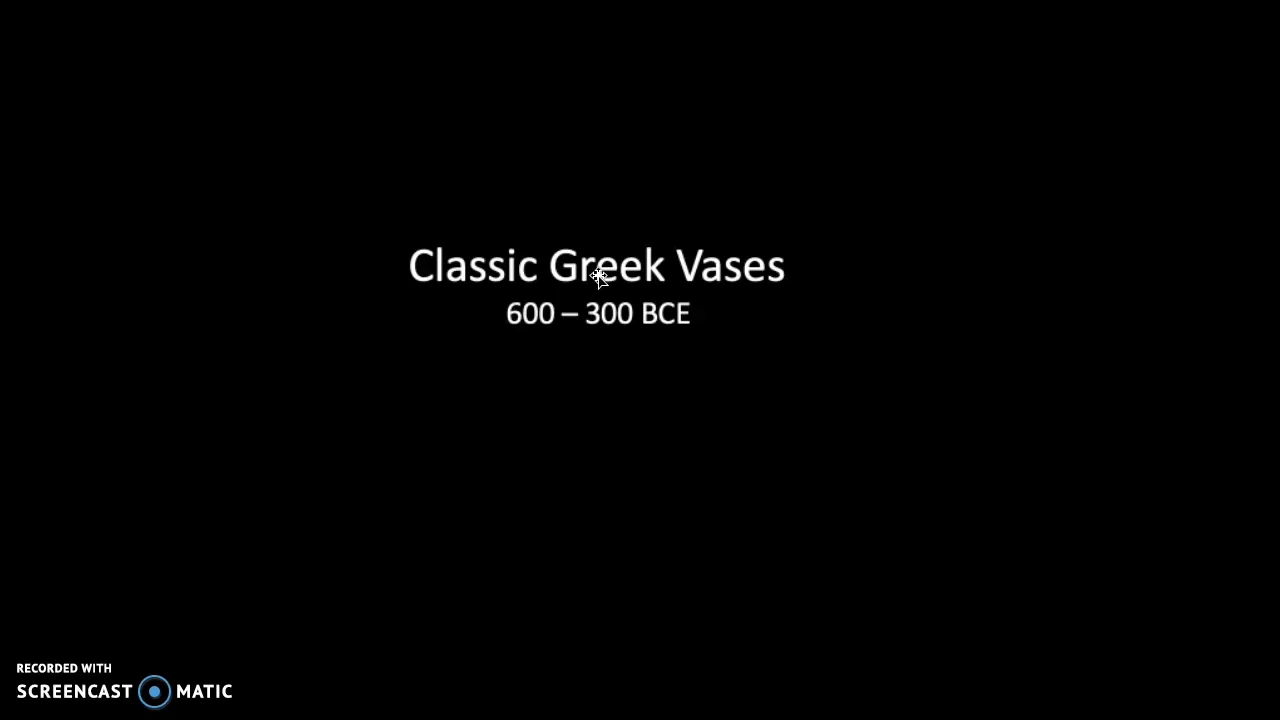 Classic Greek Vases
600 – 300 BCE
RECORDED WITH
SCREENCAST MATIC